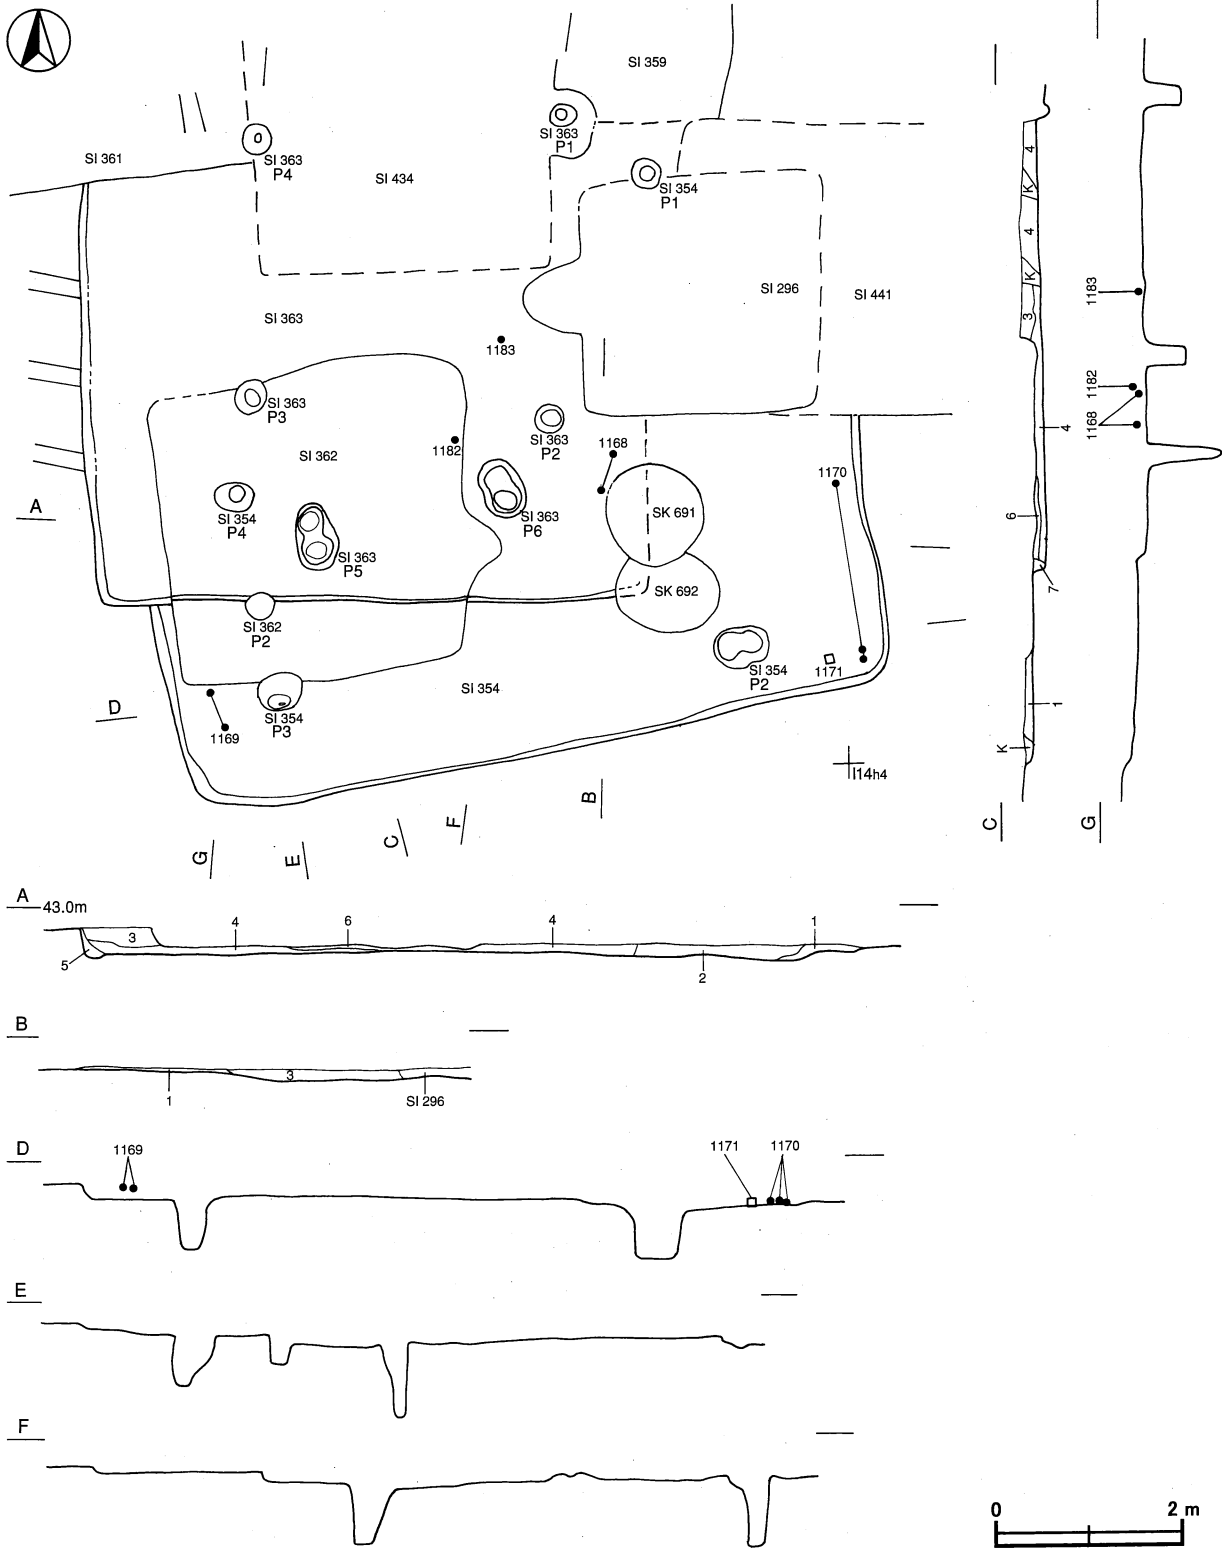 SI 359
SI 363
P1
SI 363
P4
SI 361
SI 434
SI 354
P1
SI 296
SI 441
SI 363
1183
SI 363
P3
SI 363
P2
1182
SI 362
1168
1170
A
SI 354
P4
SI 363
P6
SK 691
SI 363
P5
SK 692
SI 362
P2
SI 354
P2
1171
SI 354
D
SI 354
P3
1169
I14h4
B
F
C
E
G
4
K
4
K
3
4
6
7
1
K
C
1183
1182
1168
G
A
43.0m
4
6
4
1
3
5
2
B
3
1
SI 296
D
1169
1171
1170
E
F
0
2 m